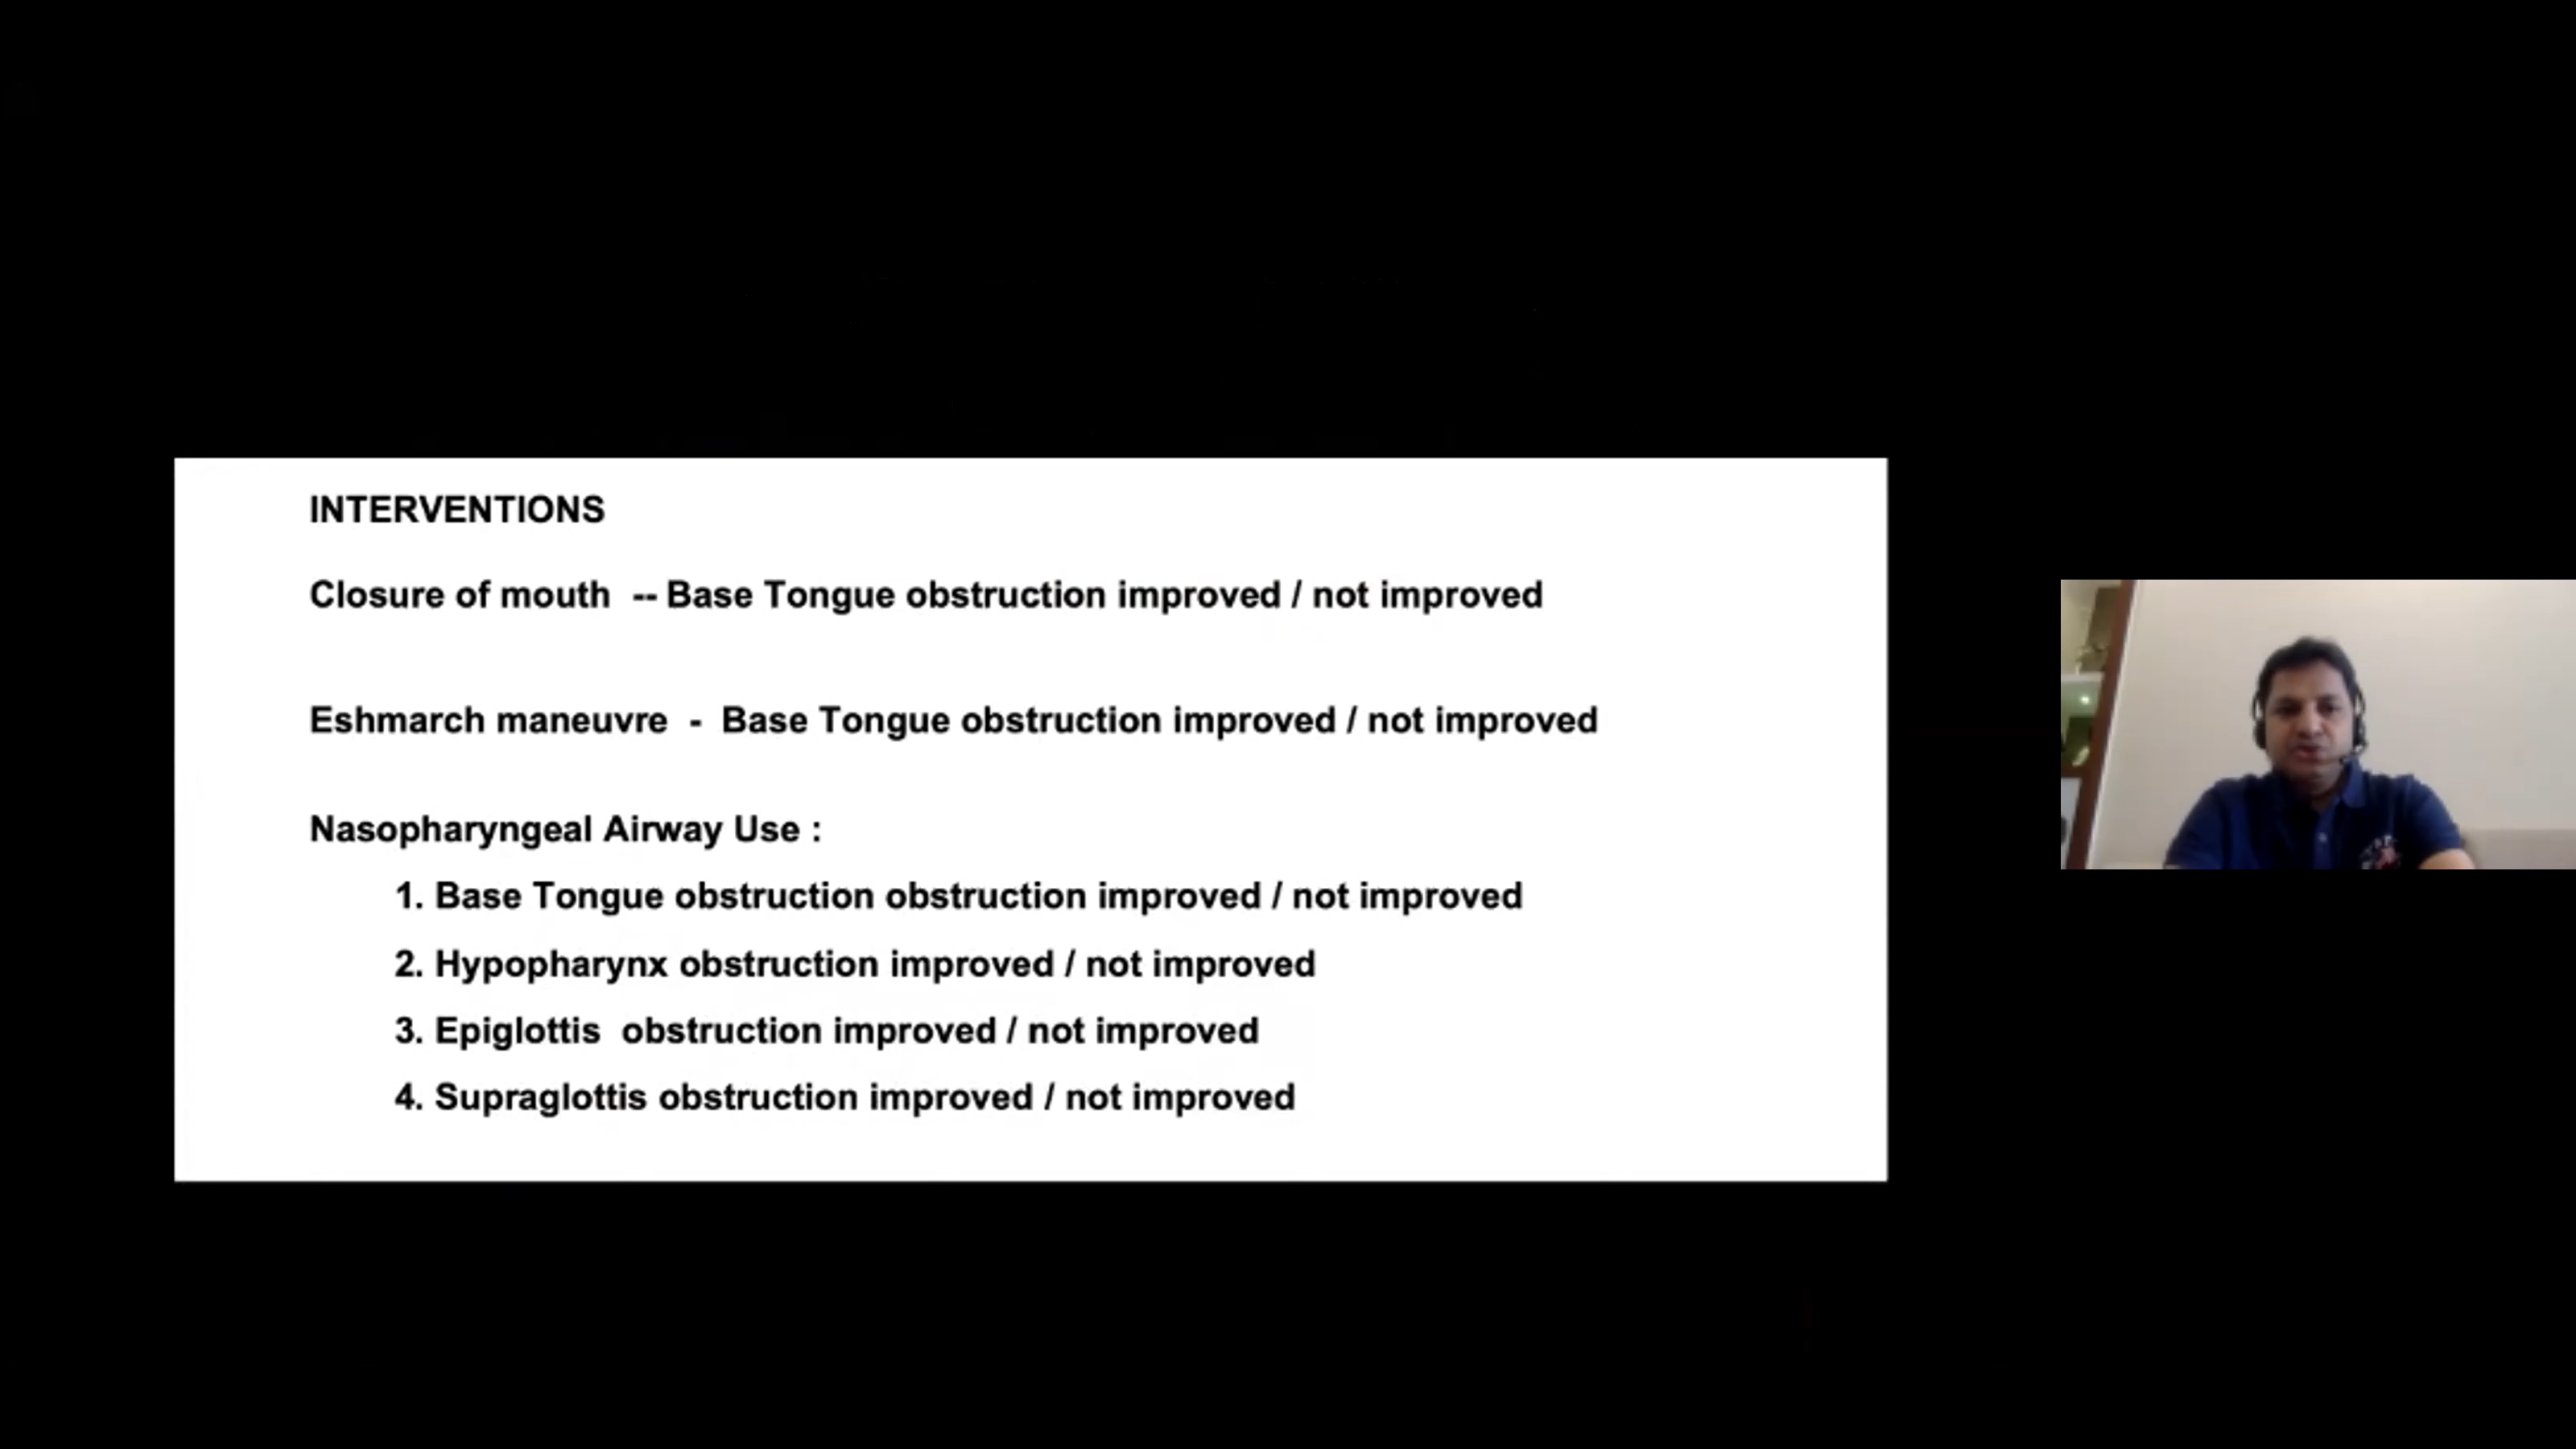 INTERVENTIONS
Closure of mouth -- Base Tongue obstruction improved / not improved
Eshmarch maneuvre - Base Tongue obstruction improved / not improved
Nasopharyngeal Airway Use :
1. Base Tongue obstruction obstruction improved / not improved
2. Hypopharynx obstruction improved / not improved
3. Epiglottis obstruction improved / not improved
4. Supraglottis obstruction improved / not improved